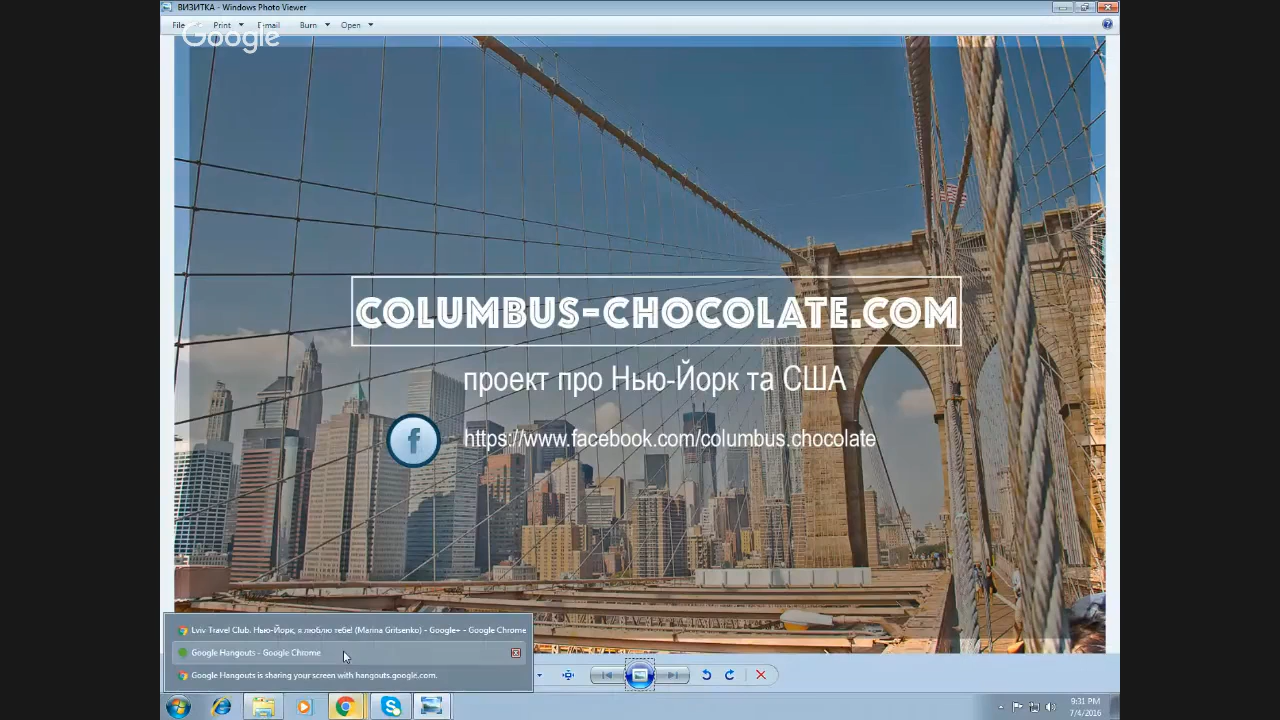 ВИЗИТКА - Windows Photo Viewer
File Print E-mail Burn Open
Google
COLUMBUS-CHOCOLATE.COM
проект про Нью-Йорк та США
f https://www.facebook.com/columbus.chocolate
Lviv Travel Club. Нью-Йорк, я люблю тебе! (Marina Gritsenko) - Google+ - Google Chrome
Google Hangouts - Google Chrome
Google Hangouts is sharing your screen with hangouts.google.com.
9:31 PM
7/4/2016